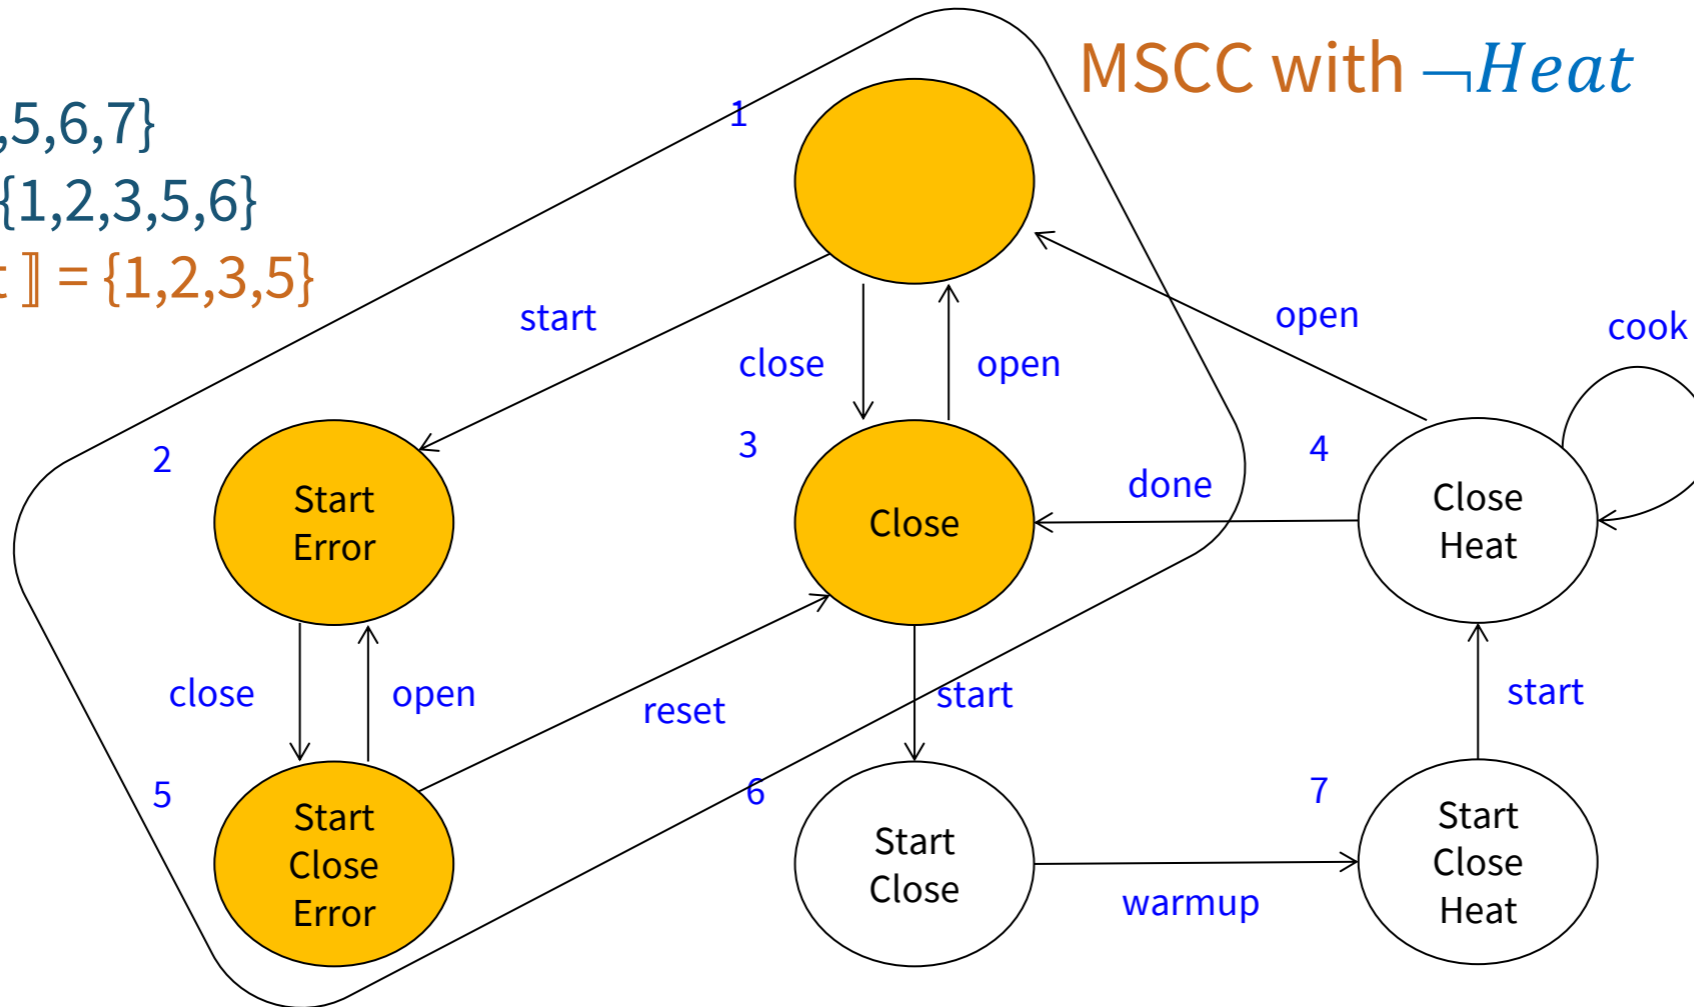 MSCC with ¬Heat
,5,6,7}
{1,2,3,5,6}
t ⟧ = {1,2,3,5}
1
start
close
open
open
cook
2
3
4
Start
Error
Close
done
Close
Heat
close
open
reset
start
start
5
6
7
Start
Close
Error
Start
Close
warmup
Start
Close
Heat